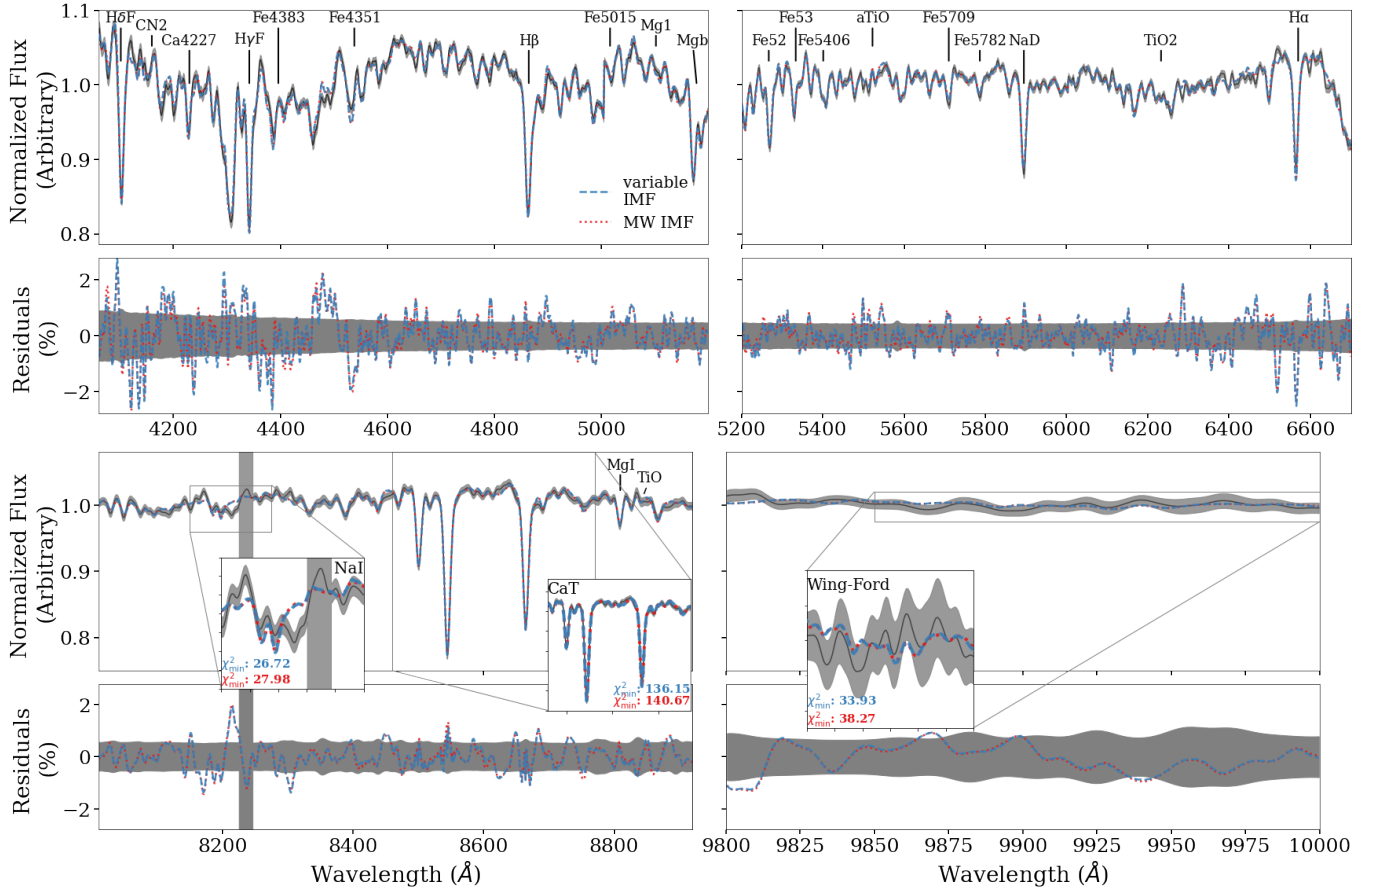 HδF
CN2
Ca4227
HγF
Fe4383
Fe4351
Hβ
Fe5015
Mg1
Mgb
Fe52
Fe53
Fe5406
aTiO
Fe5709
Fe5782
NaD
TiO2
Hα
1.1
1.0
0.9
0.8
Normalized Flux
(Arbitrary)
variable
IMF
MW IMF
2
0
−2
Residuals
(%)
4200
4400
4600
4800
5000
5200
5400
5600
5800
6000
6200
6400
6600
MgI
TiO
1.0
0.9
0.8
Normalized Flux
(Arbitrary)
NaI
χ²min: 26.72
χ²min: 27.98
CaT
χ²min: 136.15
χ²min: 140.67
Wing-Ford
χ²min: 33.93
χ²min: 38.27
2
0
−2
Residuals
(%)
8200
8400
8600
8800
9800
9825
9850
9875
9900
9925
9950
9975
10000
Wavelength (Å)
Wavelength (Å)